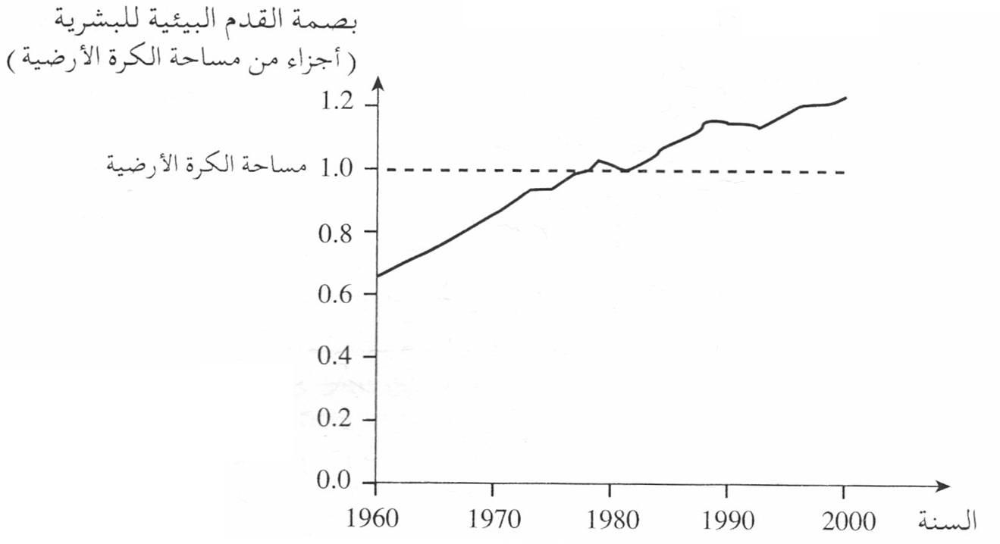 بصمة القدم البيئية للبشرية
(أجزاء من مساحة الكرة الأرضية)
1.2
مساحة الكرة الأرضية 1.0
0.8
0.6
0.4
0.2
0.0
1960 1970 1980 1990 2000 السنة